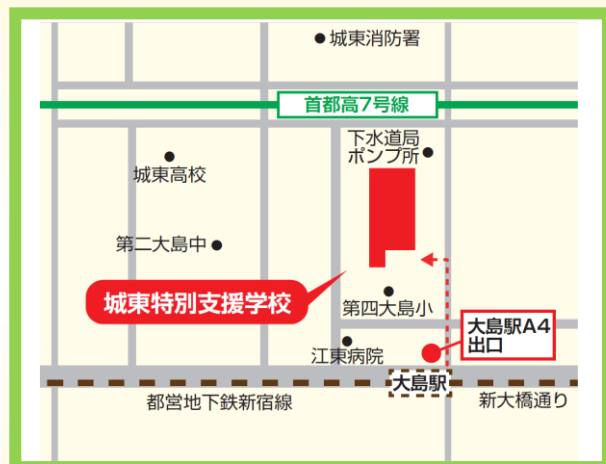 城東消防署
首都高7号線
下水道局
ポンプ所
城東高校
第二大島中
城東特別支援学校
第四大島小
大島駅A4
出口
江東病院
大島駅
都営地下鉄新宿線
新大橋通り